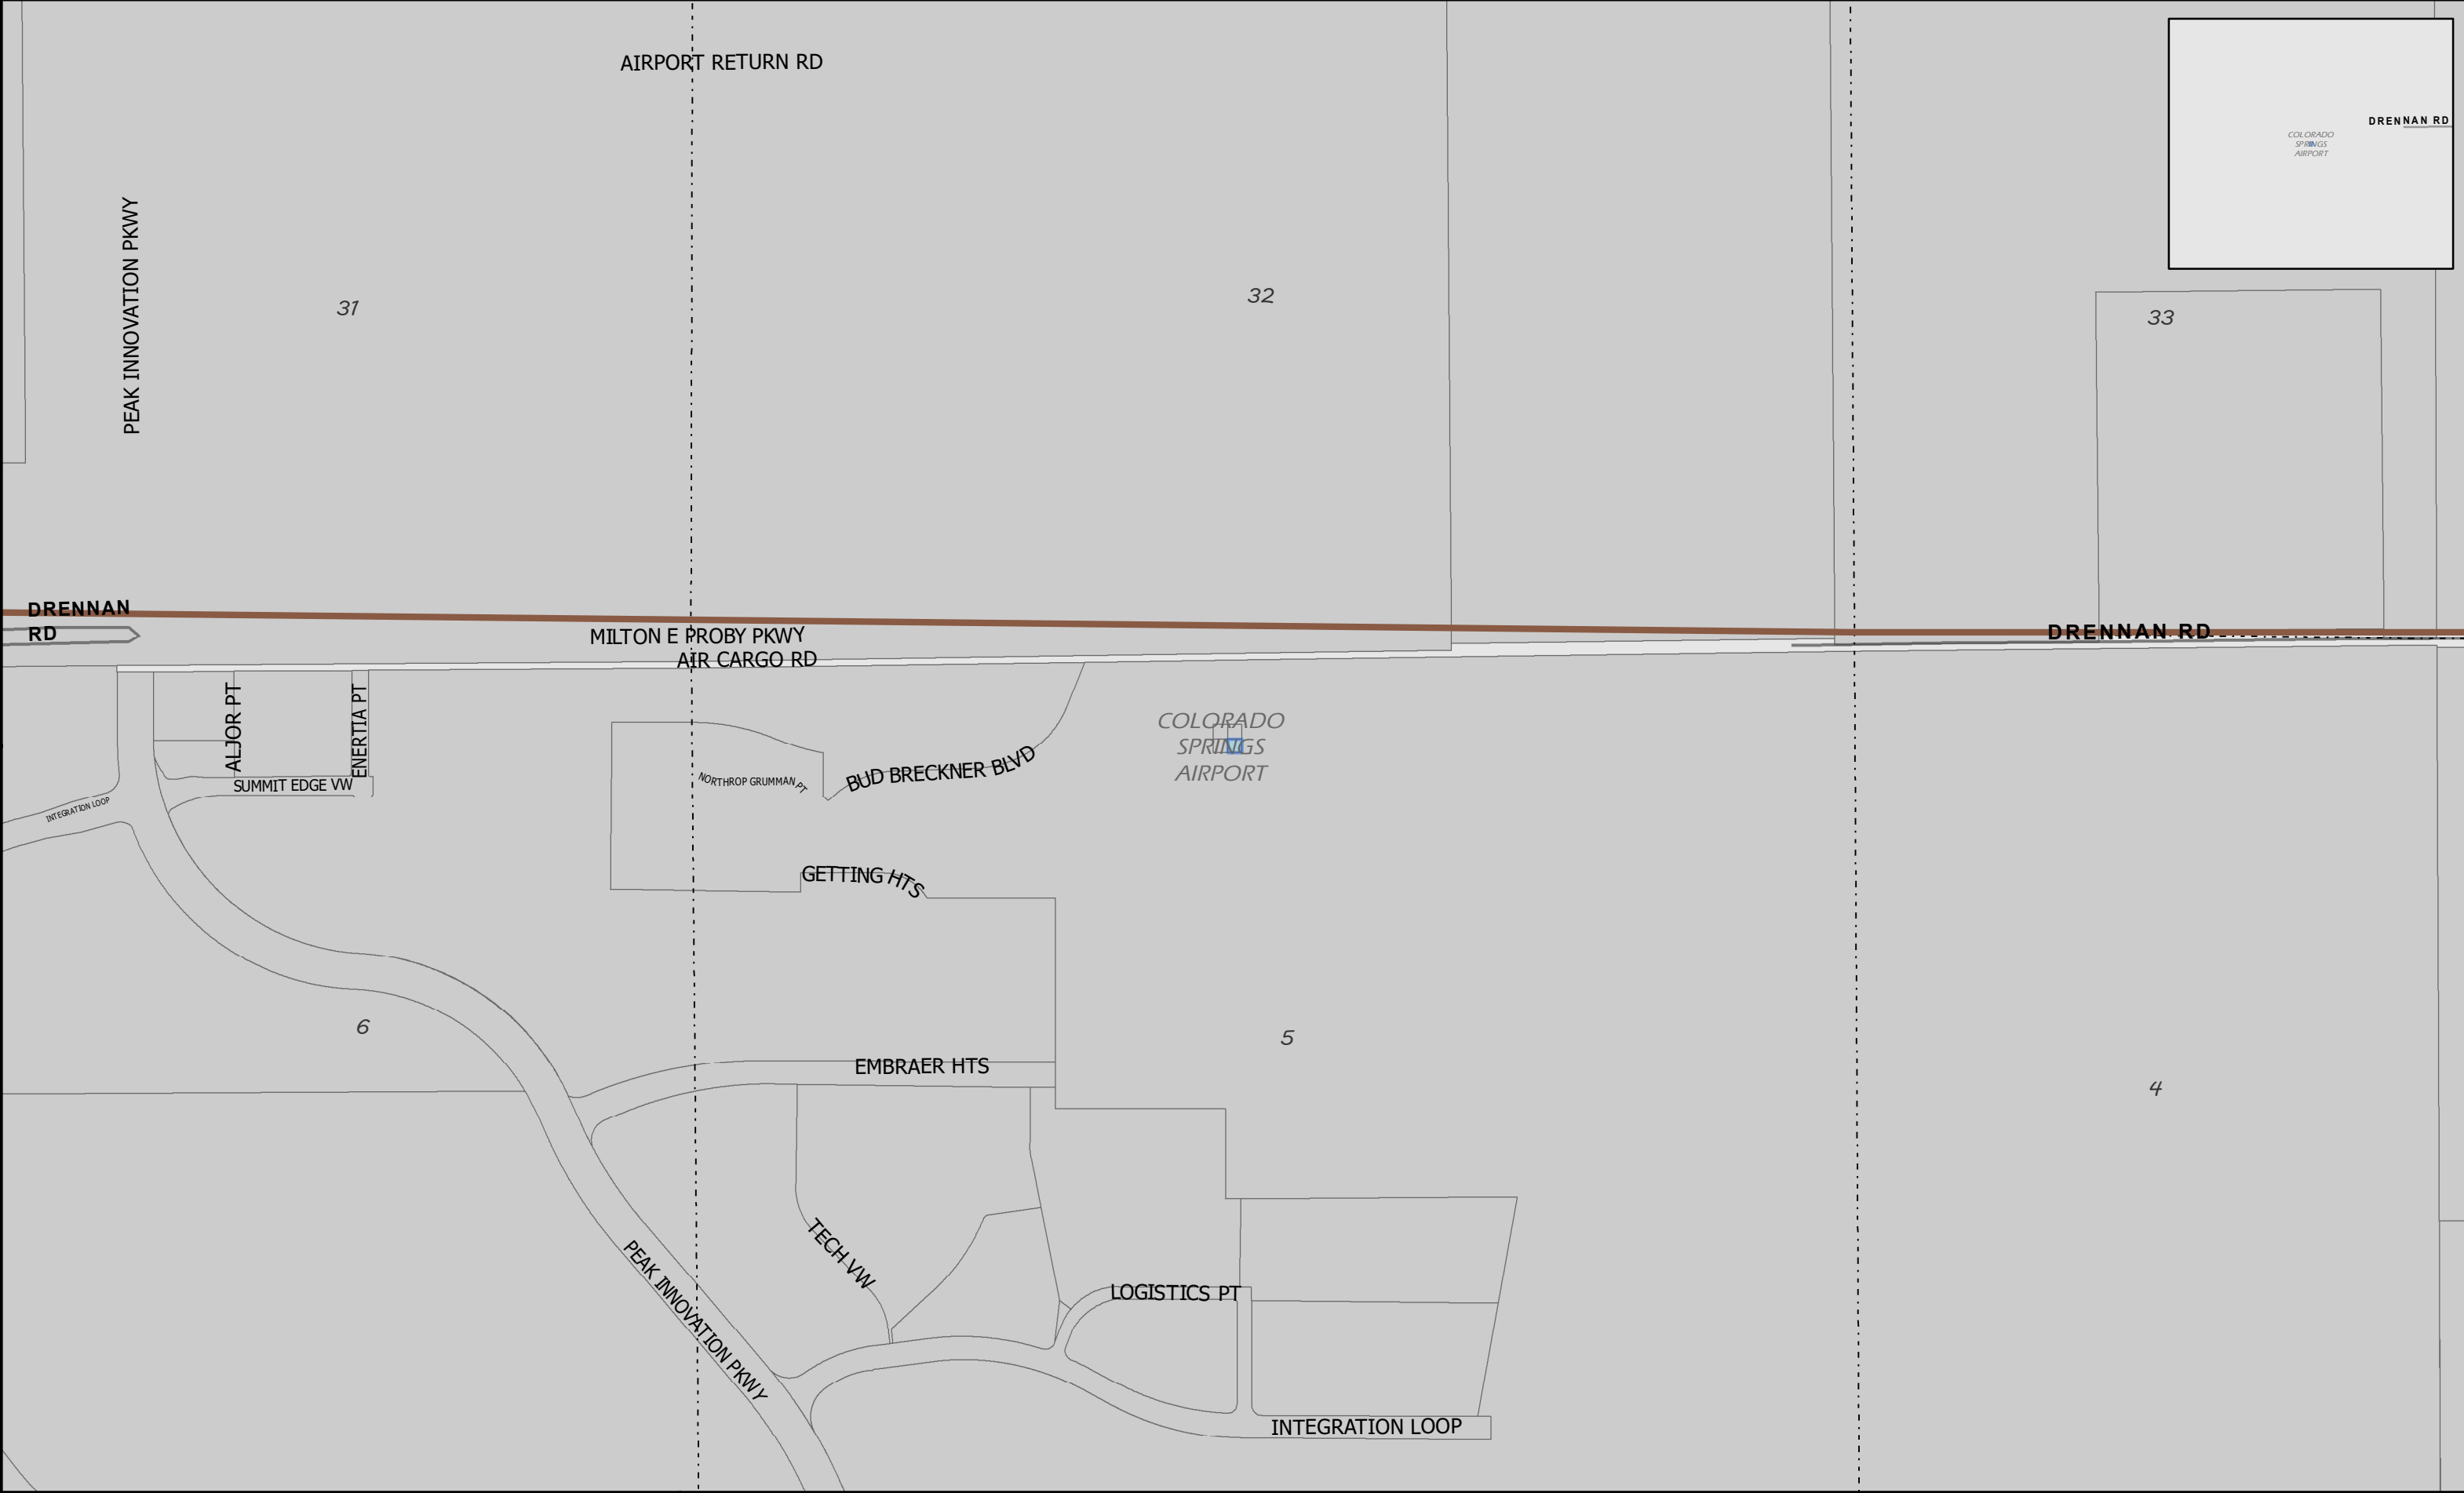 AIRPORT RETURN RD
DRENNAN RD
COLORADO
SPRINGS
AIRPORT
PEAK INNOVATION PKWY
31
32
33
DRENNAN
RD
MILTON E PROBY PKWY
DRENNAN RD
AIR CARGO RD
ALJOR PT
ENERTIA PT
COLORADO
SPRINGS
AIRPORT
SUMMIT EDGE VW
NORTHROP GRUMMAN PT
BUD BRECKNER BLVD
INTEGRATION LOOP
GETTING HTS
6
5
EMBRAER HTS
4
TECH VW
PEAK INNOVATION PKWY
LOGISTICS PT
INTEGRATION LOOP